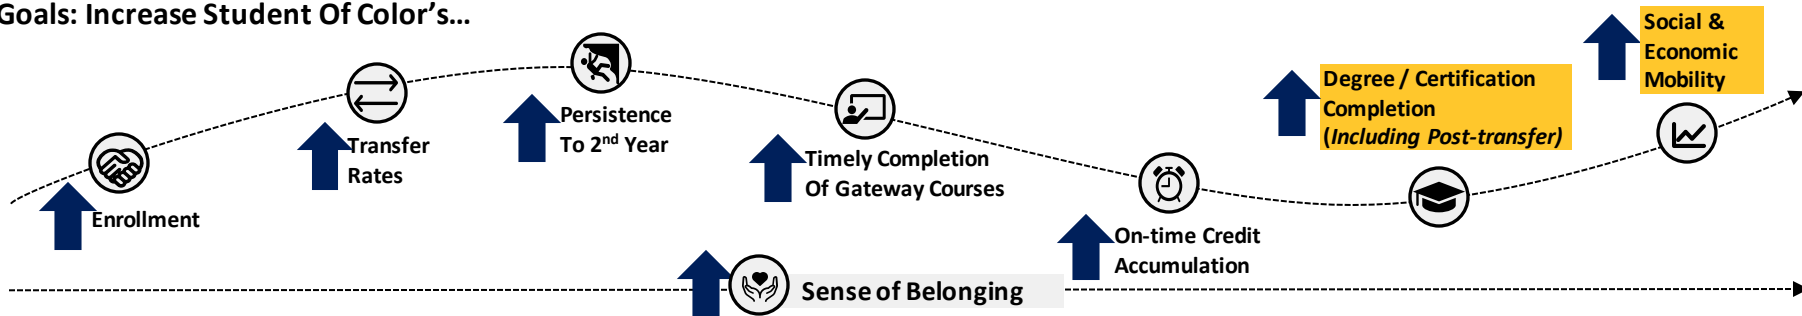 Goals: Increase Student Of Color's...
Social &
Economic
Mobility
Degree / Certification
Completion
(Including Post-transfer)
Persistence
To 2nd Year
Transfer
Rates
Timely Completion
Of Gateway Courses
Enrollment
On-time Credit
Accumulation
Sense of Belonging